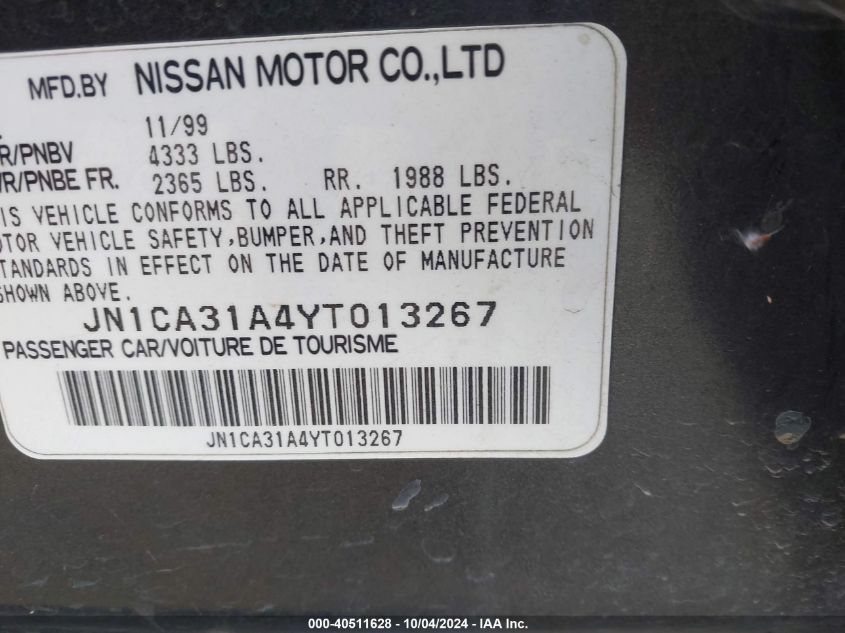 MFD.BY NISSAN MOTOR CO.,LTD
11/99
R/PNBV 4333 LBS.
R/PNBE FR. 2365 LBS. RR. 1988 LBS.
IS VEHICLE CONFORMS TO ALL APPLICABLE FEDERAL
OTOR VEHICLE SAFETY,BUMPER,AND THEFT PREVENTION
TANDARDS IN EFFECT ON THE DATE OF MANUFACTURE
SHOWN ABOVE.
JN1CA31A4YT013267
PASSENGER CAR/VOITURE DE TOURISME
JN1CA31A4YT013267
000-40511628 - 10/04/2024 - IAA Inc.